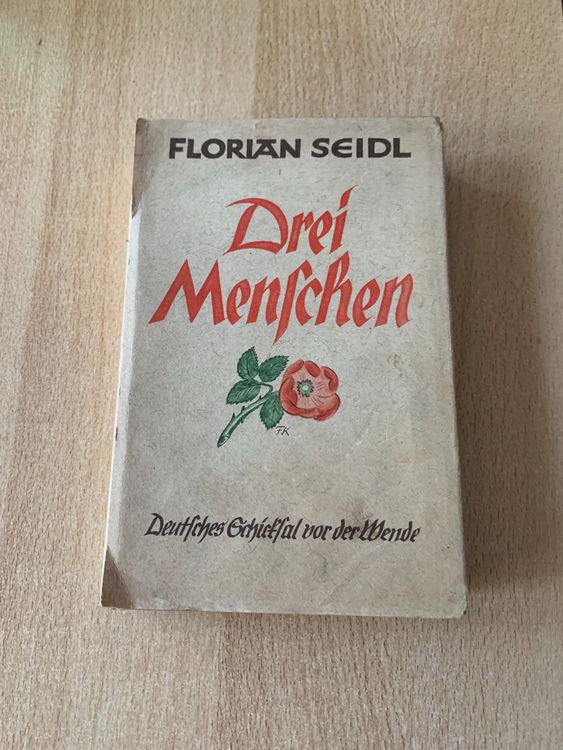 FLORIAN SEIDL
Drei
Menſchen
FK
Deutſches Schickſal vor der Wende